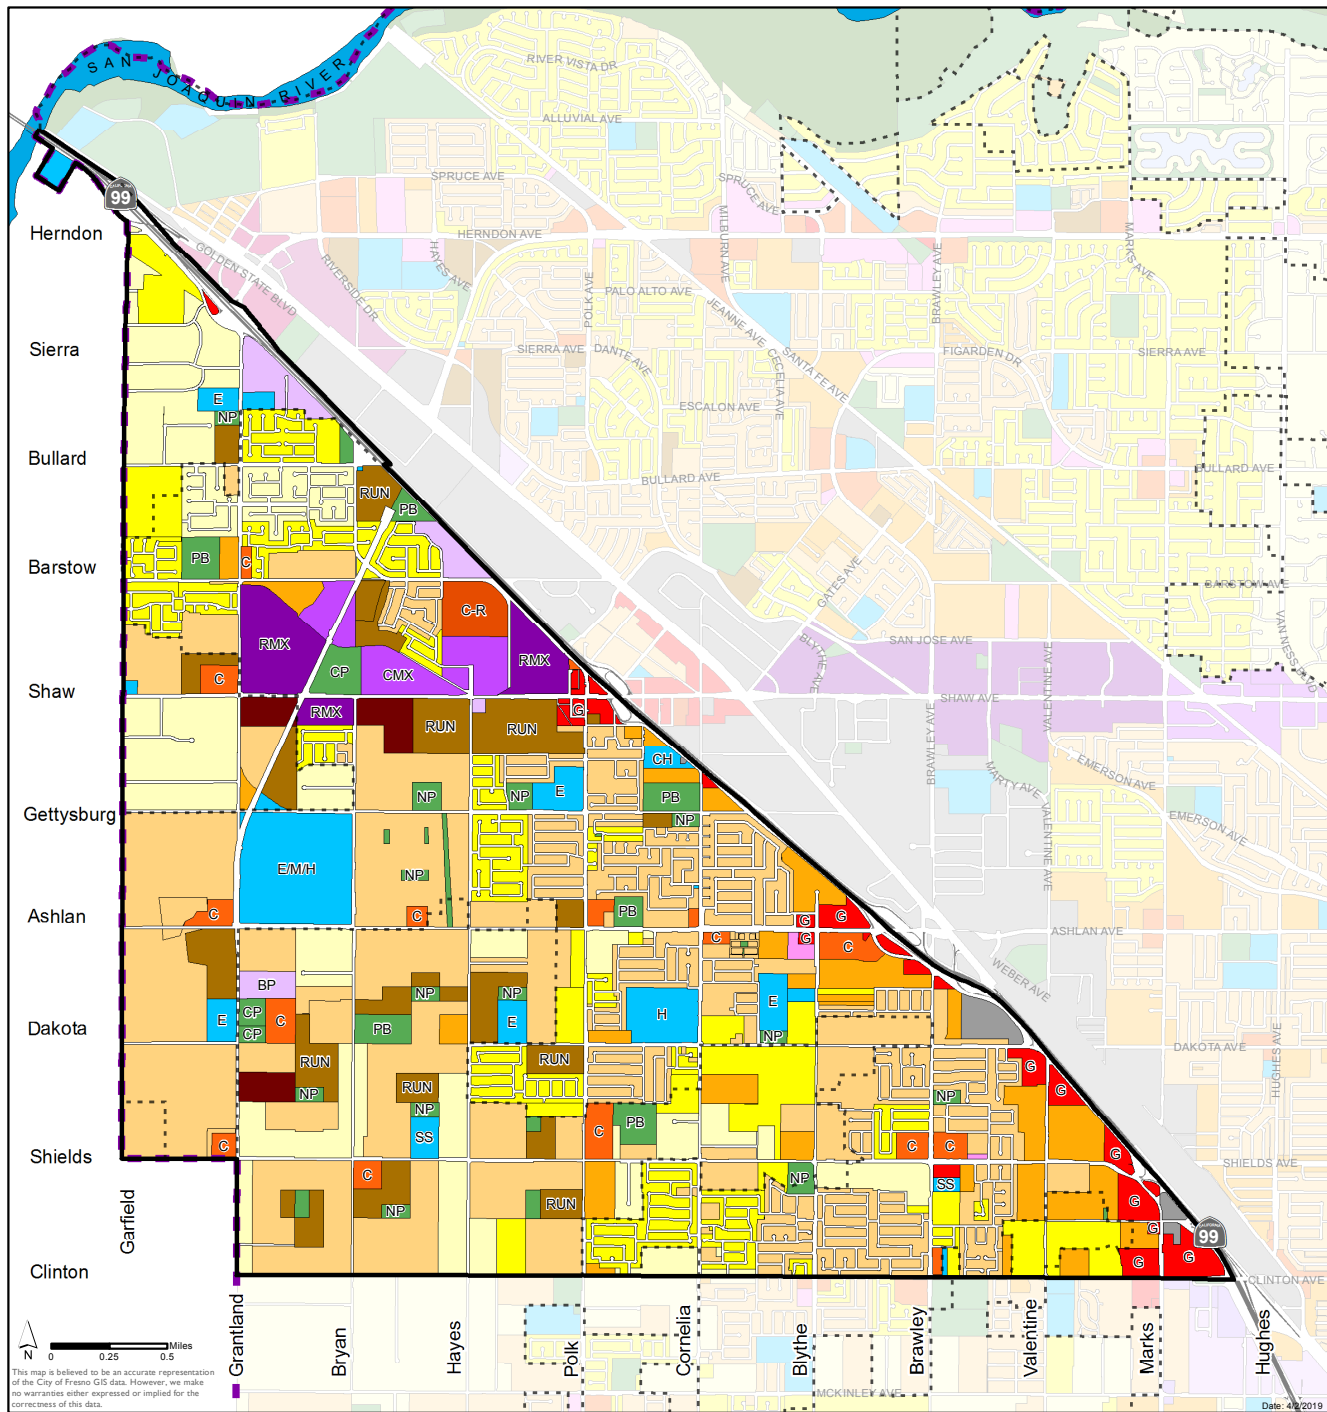 SAN JOAQUIN RIVER
RIVER VISTA DR
ALLUVIAL AVE
SPRUCE AVE
SPRUCE AVE
CALIFORNIA
99
Herndon
HERNDON AVE
MILBURN AVE
MARKS AVE
GOLDEN STATE BLVD
RIVERSIDE DR
HAYES AVE
POLK AVE
PALO ALTO AVE
JEANNE AVE
BRAWLEY AVE
Sierra
SIERRA AVE
DANTE AVE
CECELIA AVE
SANTA FE AVE
FIGARDEN DR
SIERRA AVE
E
NP
ESCALON AVE
Bullard
BULLARD AVE
BULLARD AVE
RUN
PB
PB
C
Barstow
GATES AVE
BARSTOW AVE
C-R
RMX
RMX
CP
CMX
C
BLYTHE AVE
SAN JOSE AVE
VALENTINE AVE
VAN NESS BLVD
Shaw
SHAW AVE
RMX
RUN
RUN
G
BRAWLEY AVE
CH
MARTY AVE
EMERSON AVE
NP
NP
E
PB
NP
Gettysburg
VALENTINE AVE
EMERSON AVE
E/M/H
NP
C
C
PB
G
G
G
C
C
Ashlan
ASHLAN AVE
WEBER AVE
BP
NP
NP
E
CP
CP
C
E
PB
E
H
NP
Dakota
DAKOTA AVE
HUGHES AVE
RUN
RUN
G
G
NP
RUN
NP
NP
SS
C
PB
C
C
C
G
Shields
SHIELDS AVE
C
NP
NP
RUN
SS
G
G
CALIFORNIA
99
G
G
Clinton
CLINTON AVE
Garfield
Grantland
Bryan
Hayes
Polk
Cornelia
Blythe
Brawley
Valentine
Marks
Hughes
MCKINLEY AVE
N
0 0.25 0.5 Miles
This map is believed to be an accurate representation
of the City of Fresno GIS data. However, we make
no warranties either expressed or implied for the
correctness of this data.
Date: 4/2/2019